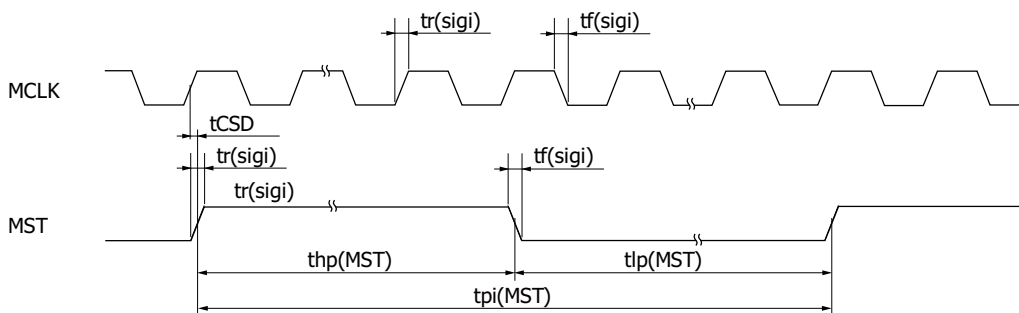 tr(sigi)
tf(sigi)
MCLK
tCSD
tr(sigi)
tf(sigi)
tr(sigi)
MST
thp(MST)
tlp(MST)
tpi(MST)